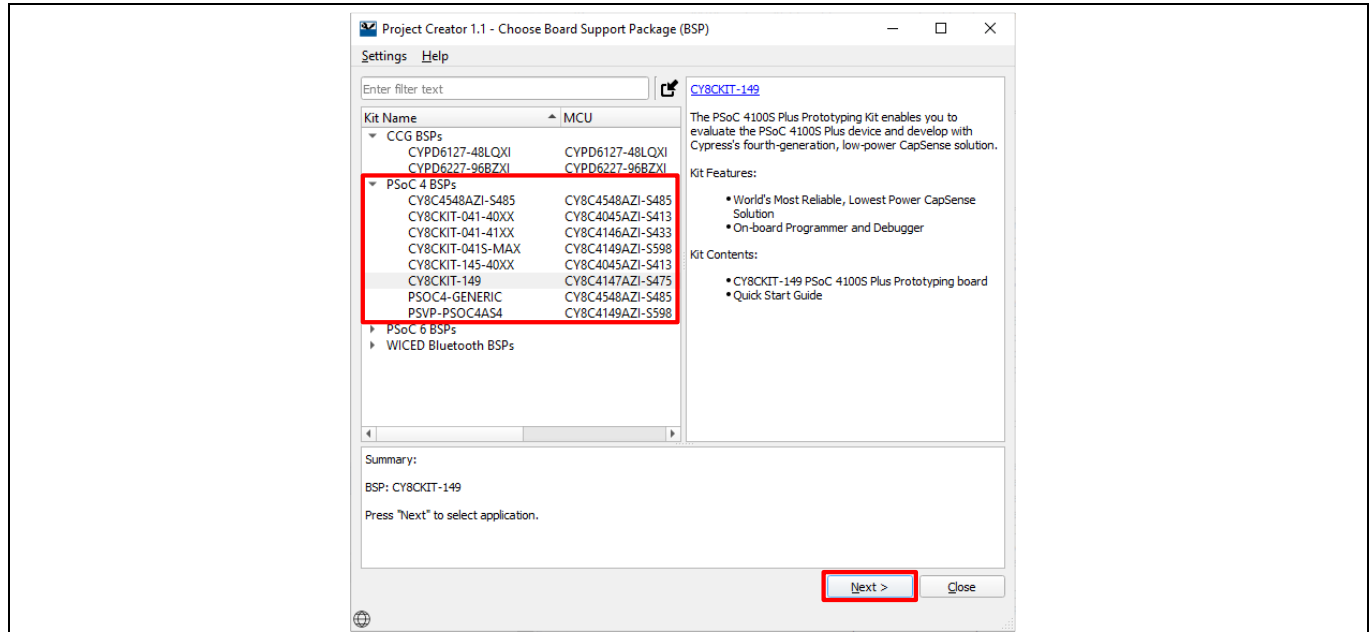 Project Creator 1.1 - Choose Board Support Package (BSP)
Settings Help
Enter filter text
Kit Name MCU
CCG BSPs
CYPD6127-48LQXI CYPD6127-48LQXI
CYPD6227-96BZXI CYPD6227-96BZXI
PSoC 4 BSPs
CY8C4548AZI-S485 CY8C4548AZI-S485
CY8CKIT-041-40XX CY8C4045AZI-S413
CY8CKIT-041-41XX CY8C4146AZI-S433
CY8CKIT-041S-MAX CY8C4149AZI-S598
CY8CKIT-145-40XX CY8C4045AZI-S413
CY8CKIT-149 CY8C4147AZI-S475
PSOC4-GENERIC CY8C4548AZI-S485
PSVP-PSOC4AS4 CY8C4149AZI-S598
PSoC 6 BSPs
WICED Bluetooth BSPs
CY8CKIT-149
The PSoC 4100S Plus Prototyping Kit enables you to
evaluate the PSoC 4100S Plus device and develop with
Cypress's fourth-generation, low-power CapSense solution.
Kit Features:
• World's Most Reliable, Lowest Power CapSense
Solution
• On-board Programmer and Debugger
Kit Contents:
• CY8CKIT-149 PSoC 4100S Plus Prototyping board
• Quick Start Guide
Summary:
BSP: CY8CKIT-149
Press "Next" to select application.
Next > Close